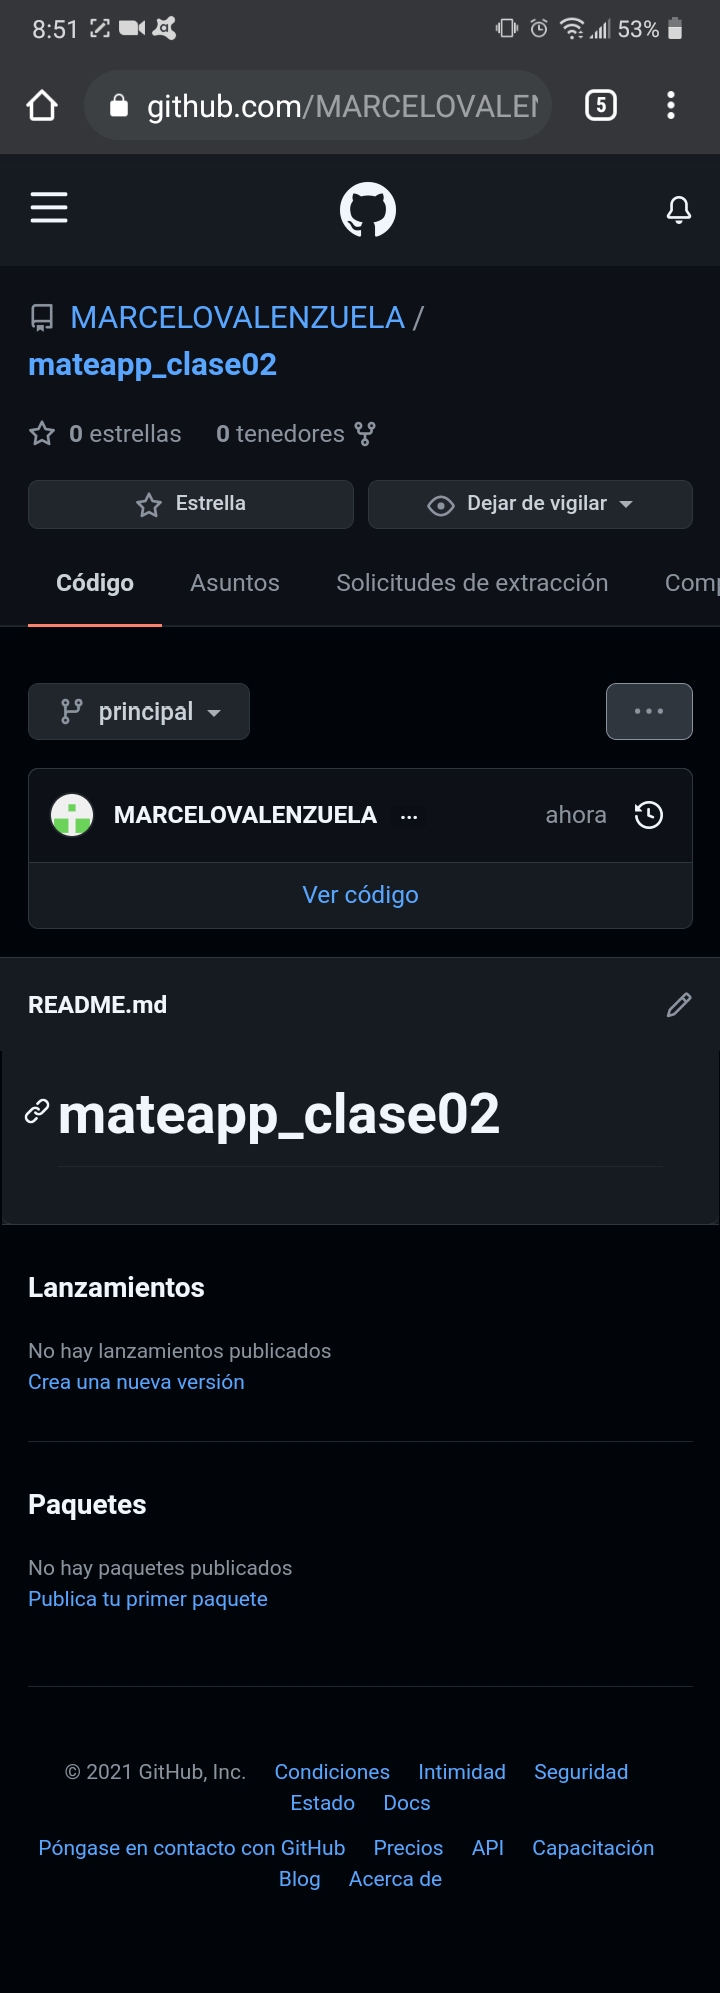 8:51 53%
github.com/MARCELOVALEN
5
MARCELOVALENZUELA /
mateapp_clase02
0 estrellas 0 tenedores
Estrella Dejar de vigilar
Código Asuntos Solicitudes de extracción Comp
principal ...
MARCELOVALENZUELA ... ahora
Ver código
README.md
mateapp_clase02
Lanzamientos
No hay lanzamientos publicados
Crea una nueva versión
Paquetes
No hay paquetes publicados
Publica tu primer paquete
© 2021 GitHub, Inc. Condiciones Intimidad Seguridad
Estado Docs
Póngase en contacto con GitHub Precios API Capacitación
Blog Acerca de